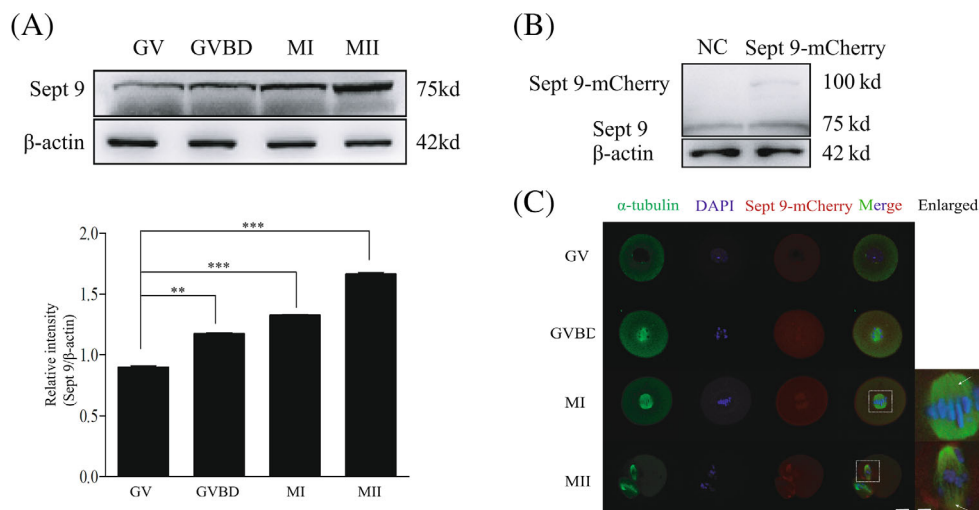 (A)
GV GVBD MI MII
Sept 9 75kd
β-actin 42kd
2.0
1.5
1.0
1.5
0.0
Relative intensity
(Sept 9/β-actin)
***
***
**
GV GVBD MI MII
(B)
NC Sept 9-mCherry
Sept 9-mCherry 100 kd
Sept 9 75 kd
β-actin 42 kd
(C)
α-tubulin DAPI Sept 9-mCherry Merge Enlarged
GV
GVBD
MI
MII